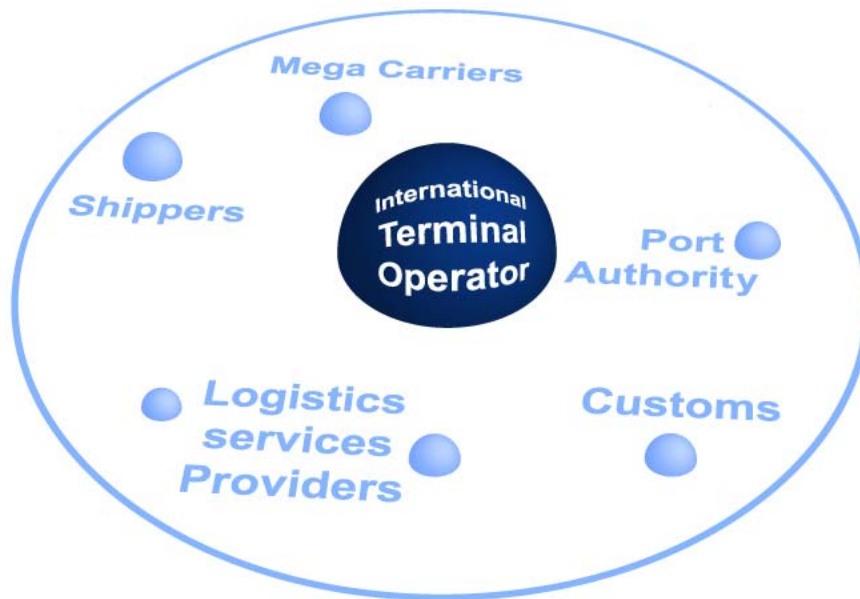 Mega Carriers
Shippers
International
Terminal
Operator
Port
Authority
Logistics
services
Providers
Customs